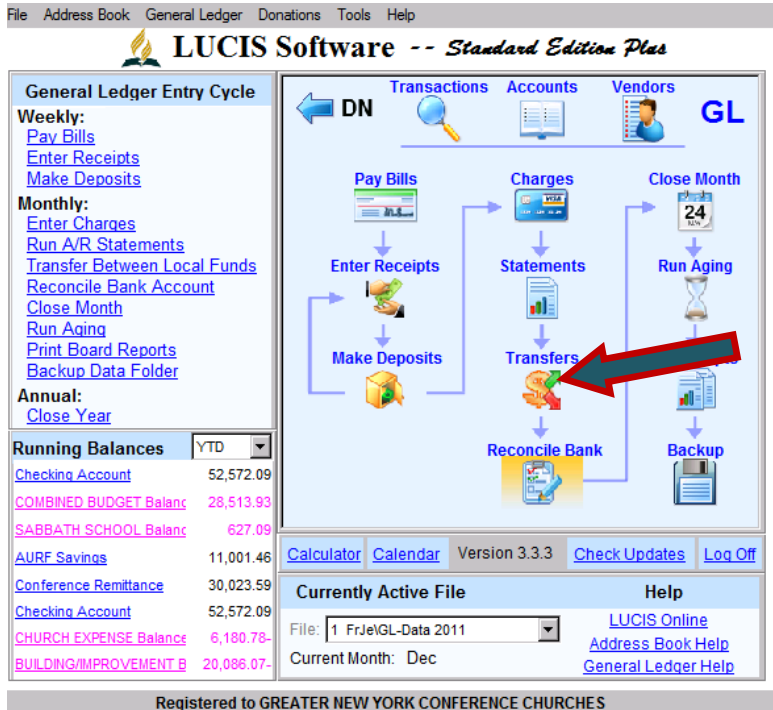 File Address Book General Ledger Donations Tools Help
LUCIS Software -- Standard Edition Plus
General Ledger Entry Cycle
Weekly:
Pay Bills
Enter Receipts
Make Deposits
Monthly:
Enter Charges
Run A/R Statements
Transfer Between Local Funds
Reconcile Bank Account
Close Month
Run Aging
Print Board Reports
Backup Data Folder
Annual:
Close Year
Running Balances YTD
Checking Account 52,572.09
COMBINED BUDGET Balanc 28,513.93
SABBATH SCHOOL Balanc 627.09
AURF Savings 11,001.46
Conference Remittance 30,023.59
Checking Account 52,572.09
CHURCH EXPENSE Balance 6,180.78-
BUILDING/IMPROVEMENT B 20,086.07-
DN Transactions Accounts Vendors GL
Pay Bills Charges Close Month
VISA
24
Enter Receipts Statements Run Aging
Make Deposits Transfers
Reconcile Bank Backup
Calculator Calendar Version 3.3.3 Check Updates Log Off
Currently Active File
File: 1 FrJe\GL-Data 2011
Current Month: Dec
Help
LUCIS Online
Address Book Help
General Ledger Help
Registered to GREATER NEW YORK CONFERENCE CHURCHES